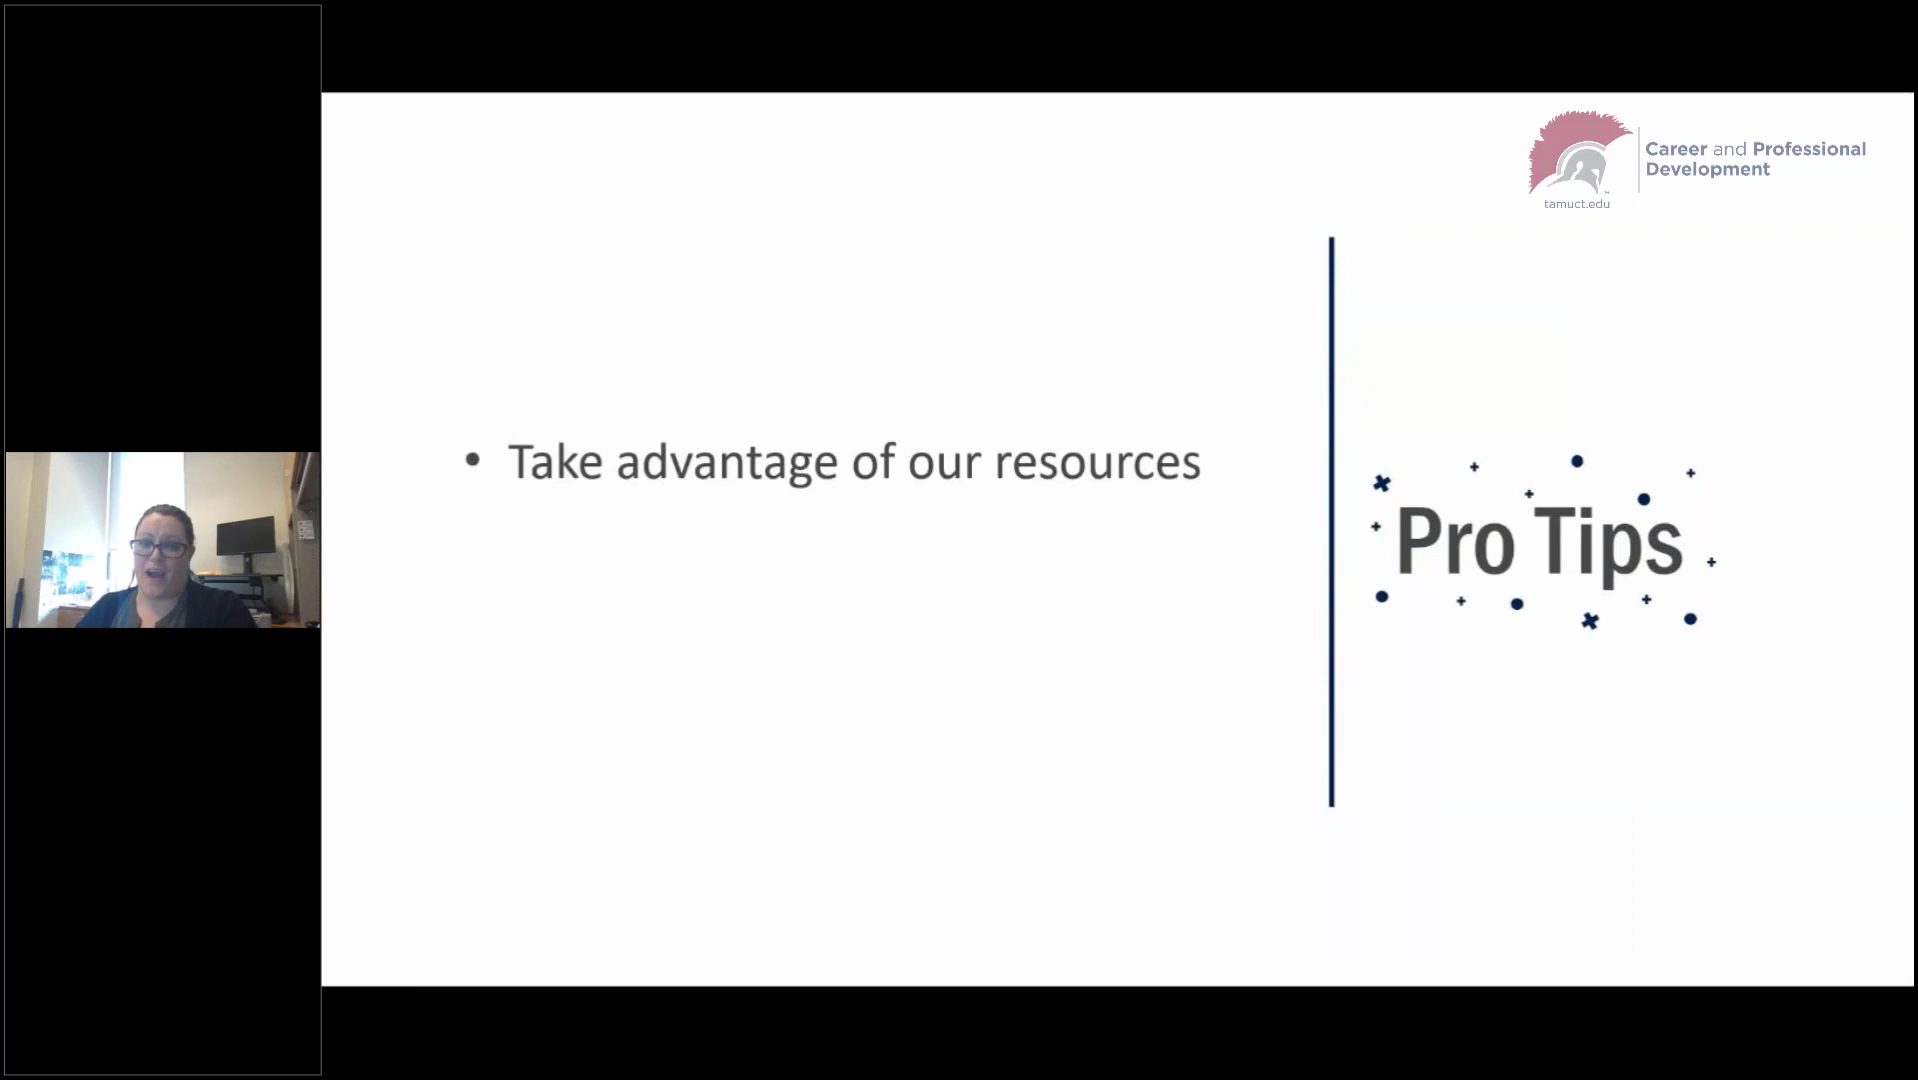 Career and Professional
Development
tamuct.edu
• Take advantage of our resources
Pro Tips